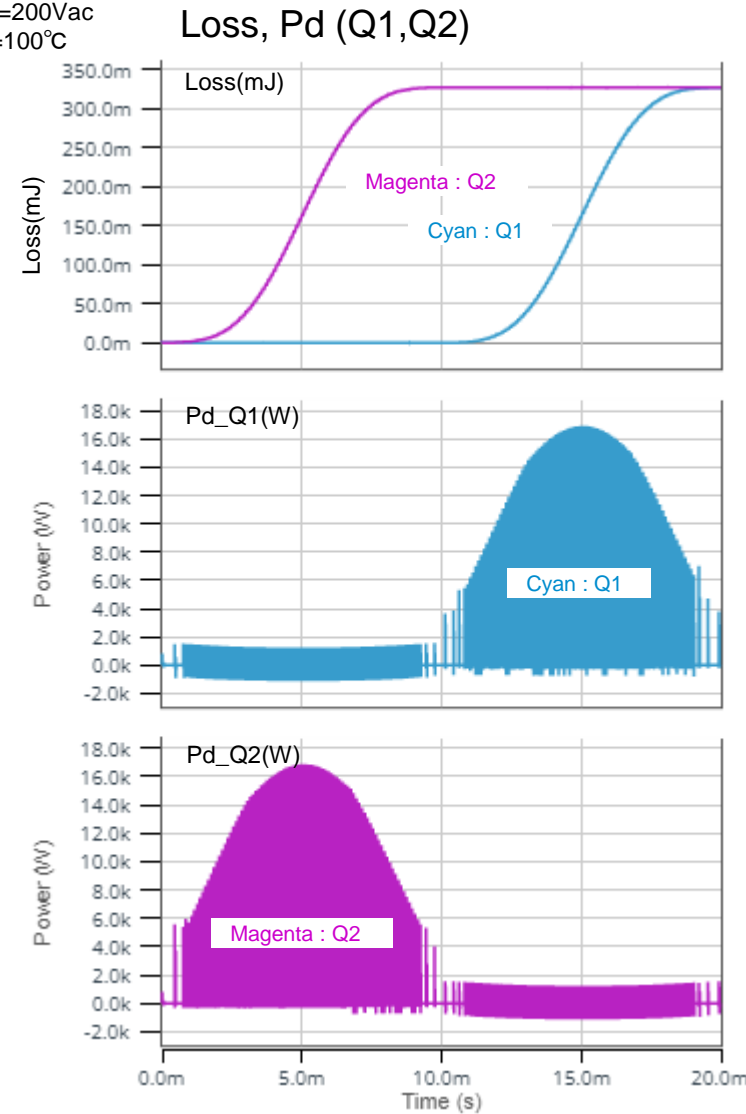 =200Vac
=100℃
Loss, Pd (Q1,Q2)
Loss(mJ)
Loss(mJ)
350.0m
300.0m
250.0m
200.0m
150.0m
100.0m
50.0m
0.0m
Magenta : Q2
Cyan : Q1
Pd_Q1(W)
Power (W)
18.0k
16.0k
14.0k
12.0k
10.0k
8.0k
6.0k
4.0k
2.0k
0.0k
-2.0k
Cyan : Q1
Pd_Q2(W)
Power (W)
18.0k
16.0k
14.0k
12.0k
10.0k
8.0k
6.0k
4.0k
2.0k
0.0k
-2.0k
Magenta : Q2
0.0m 5.0m 10.0m 15.0m 20.0m
Time (s)